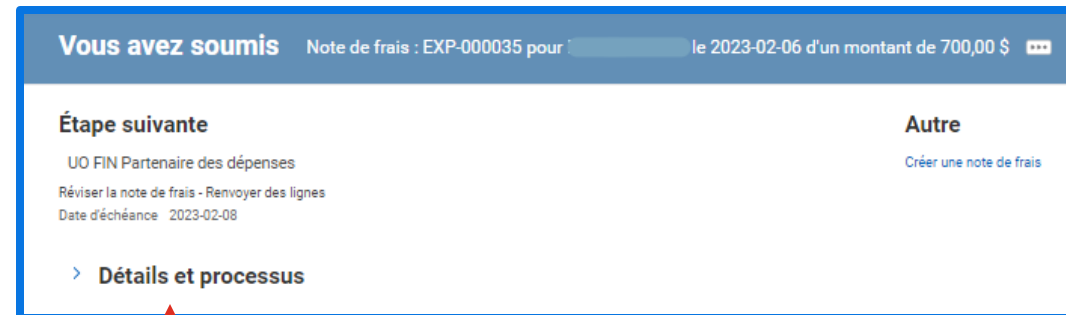 Vous avez soumis Note de frais : EXP-000035 pour le 2023-02-06 d'un montant de 700,00 $
Étape suivante
UO FIN Partenaire des dépenses
Réviser la note de frais - Renvoyer des lignes
Date d'échéance 2023-02-08
Autre
Créer une note de frais
Détails et processus